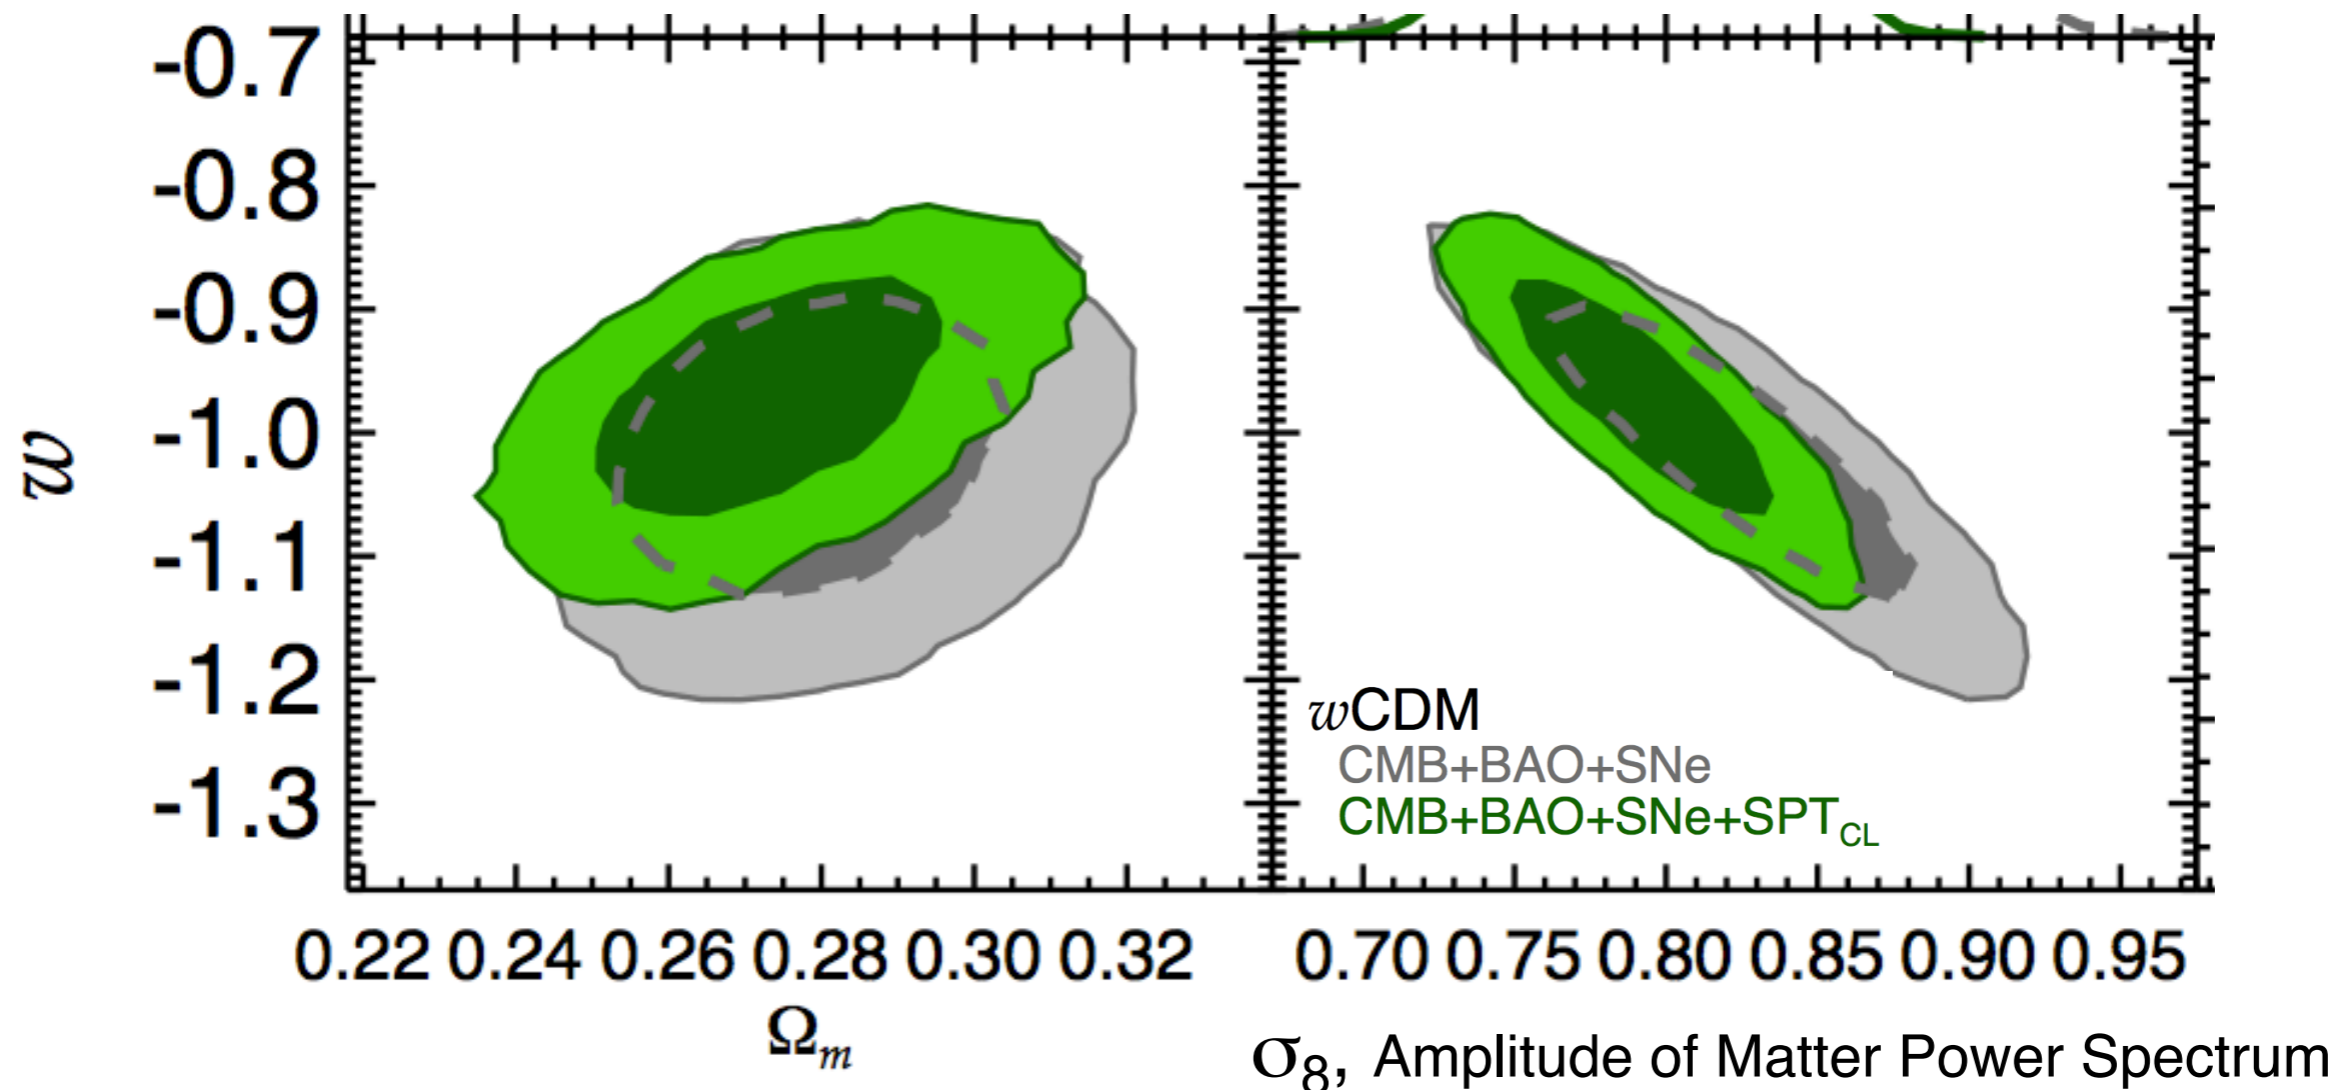 -0.7
-0.8
-0.9
-1.0
-1.1
-1.2
-1.3
w
wCDM
CMB+BAO+SNe
CMB+BAO+SNe+SPTCL
0.22 0.24 0.26 0.28 0.30 0.32
0.70 0.75 0.80 0.85 0.90 0.95
Ωm
σ8, Amplitude of Matter Power Spectrum